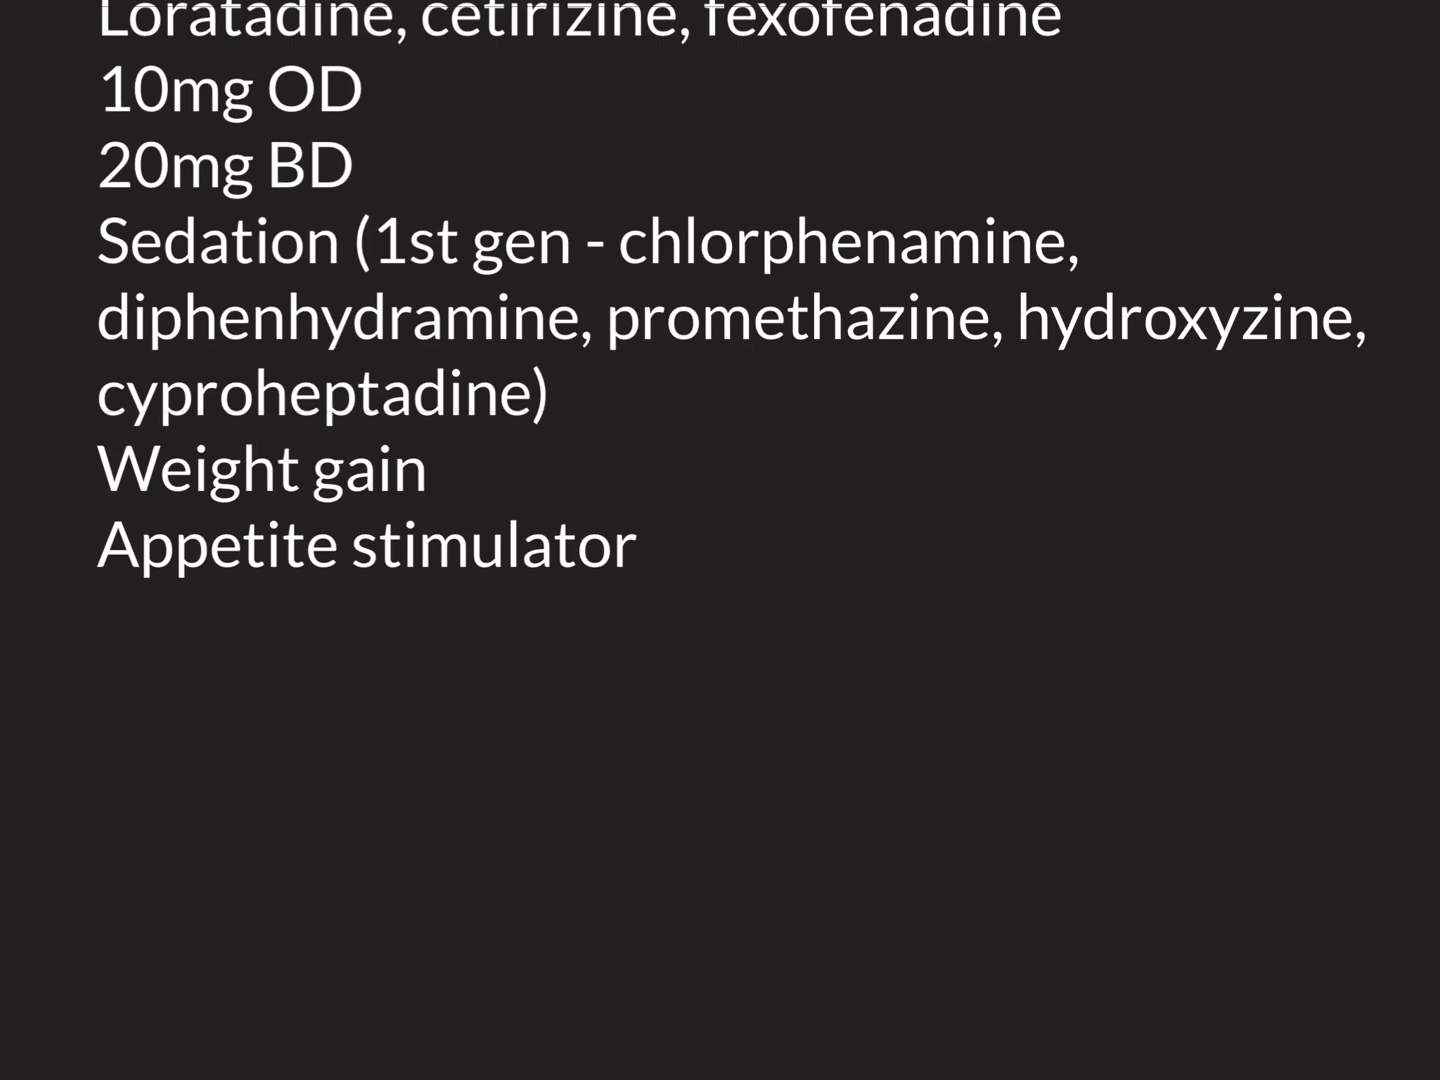 Loratadine, cetirizine, fexofenadine
10mg OD
20mg BD
Sedation (1st gen - chlorphenamine,
diphenhydramine, promethazine, hydroxyzine,
cyproheptadine)
Weight gain
Appetite stimulator